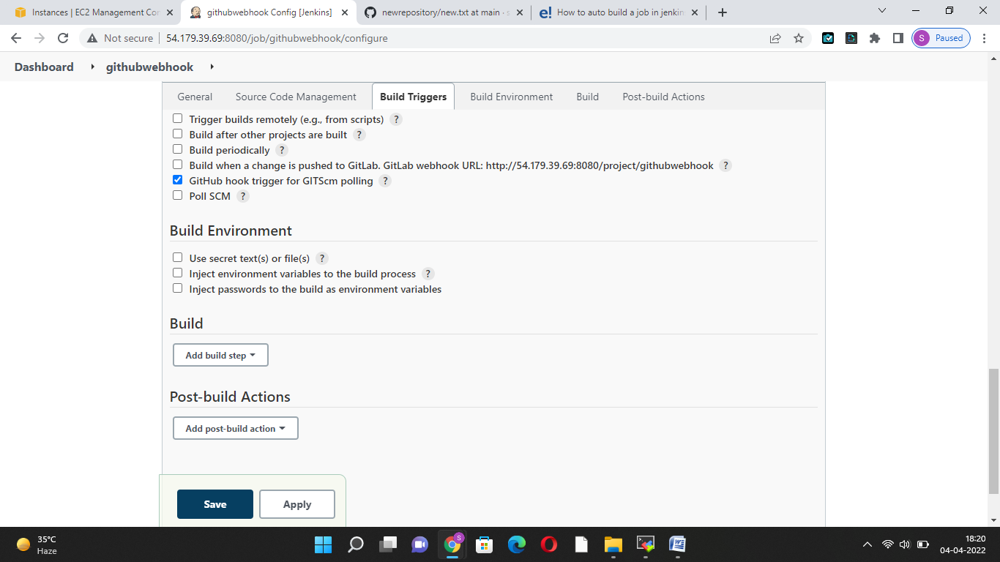 Instances | EC2 Management Con
githubwebhook Config [Jenkins]
newrepository/new.txt at main · s
e! How to auto build a job in jenkin
Not secure
54.179.39.69:8080/job/githubwebhook/configure
S Paused
Dashboard
githubwebhook
General
Source Code Management
Build Triggers
Build Environment
Build
Post-build Actions
Trigger builds remotely (e.g., from scripts) ?
Build after other projects are built ?
Build periodically ?
Build when a change is pushed to GitLab. GitLab webhook URL: http://54.179.39.69:8080/project/githubwebhook ?
GitHub hook trigger for GITScm polling ?
Poll SCM ?
Build Environment
Use secret text(s) or file(s) ?
Inject environment variables to the build process ?
Inject passwords to the build as environment variables
Build
Add build step
Post-build Actions
Add post-build action
Save
Apply
35°C
Haze
S
18:20
04-04-2022